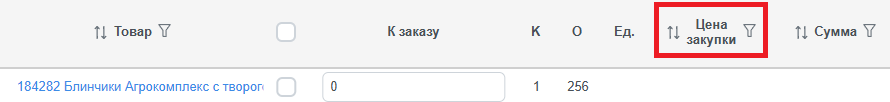 Товар К заказу К О Ед. Цена закупки Сумма
184282 Блинчики Агрокомплекс с творог 0 1 256